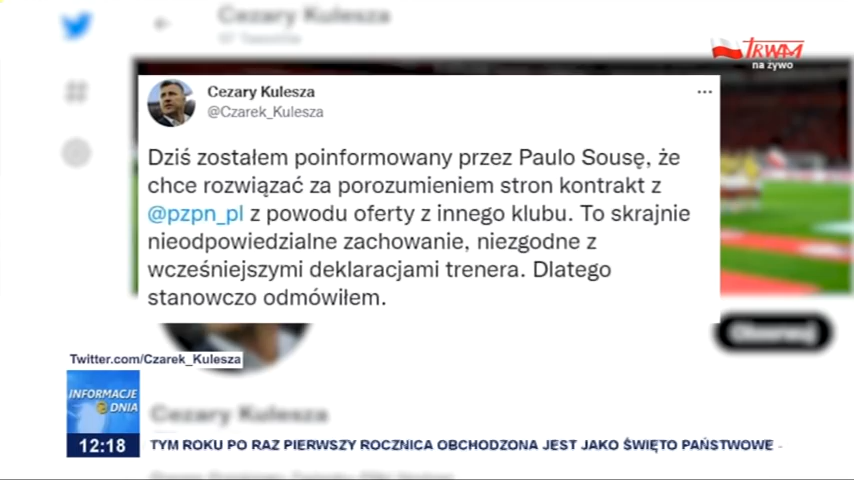 Cezary Kulesza
TRWAM
na żywo
Cezary Kulesza
@Czarek_Kulesza
Dziś zostałem poinformowany przez Paulo Sousę, że
chce rozwiązać za porozumieniem stron kontrakt z
@pzpn_pl z powodu oferty z innego klubu. To skrajnie
nieodpowiedzialne zachowanie, niezgodne z
wcześniejszymi deklaracjami trenera. Dlatego
stanowczo odmówiłem.
Twitter.com/Czarek_Kulesza
INFORMACJE
DNIA
Cezary Kulesza
12:18
TYM ROKU PO RAZ PIERWSZY ROCZNICA OBCHODZONA JEST JAKO ŚWIĘTO PAŃSTWOWE -